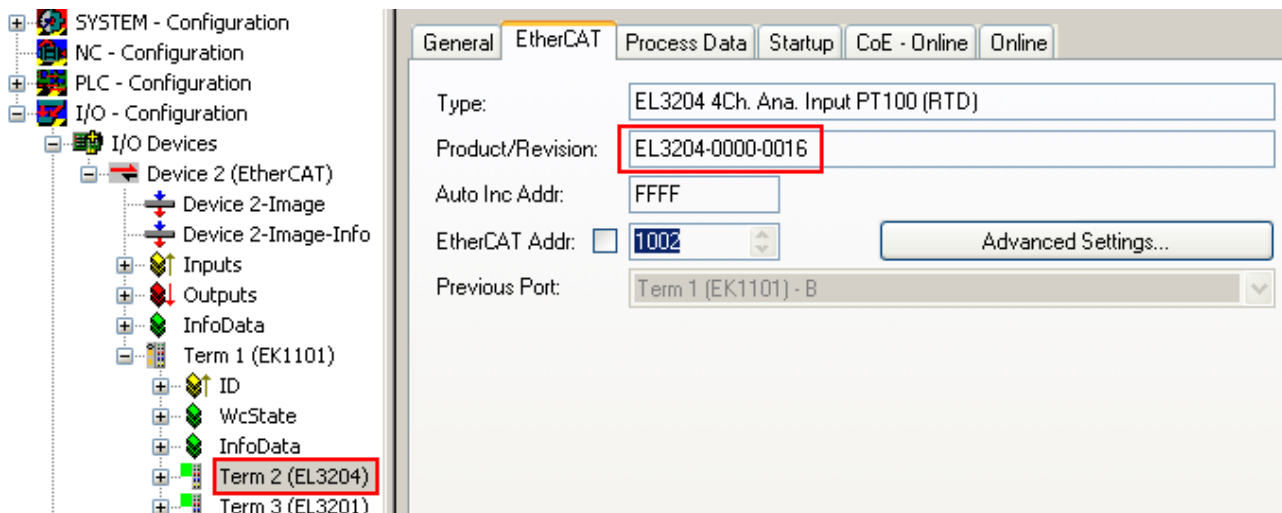 SYSTEM - Configuration
NC - Configuration
PLC - Configuration
I/O - Configuration
I/O Devices
Device 2 (EtherCAT)
Device 2-Image
Device 2-Image-Info
Inputs
Outputs
InfoData
Term 1 (EK1101)
ID
WcState
InfoData
Term 2 (EL3204)
Term 3 (EL3201)
General EtherCAT Process Data Startup CoE - Online Online
Type: EL3204 4Ch. Ana. Input PT100 (RTD)
Product/Revision: EL3204-0000-0016
Auto Inc Addr: FFFF
EtherCAT Addr: 1002 Advanced Settings...
Previous Port: Term 1 (EK1101) - B